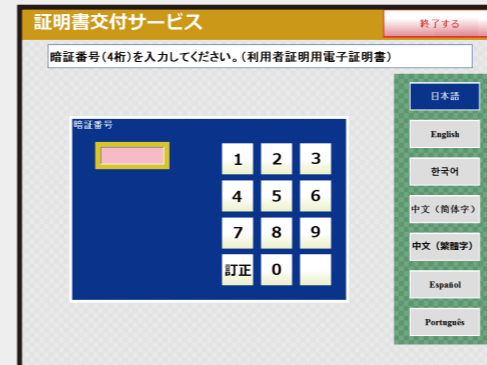 証明書交付サービス
終了する
暗証番号(4桁)を入力してください。(利用者証明用電子証明書)
暗証番号
1 2 3
4 5 6
7 8 9
訂正 0
日本語
English
한국어
中文（简体字）
中文（繁體字）
Español
Português